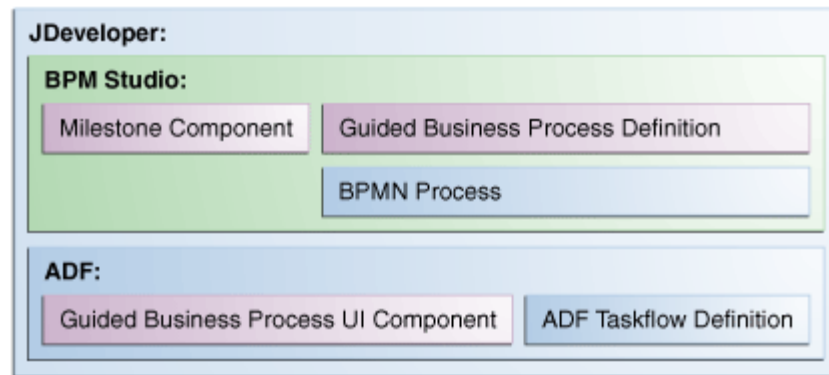 JDeveloper:
BPM Studio:
Milestone Component
Guided Business Process Definition
BPMN Process
ADF:
Guided Business Process UI Component
ADF Taskflow Definition